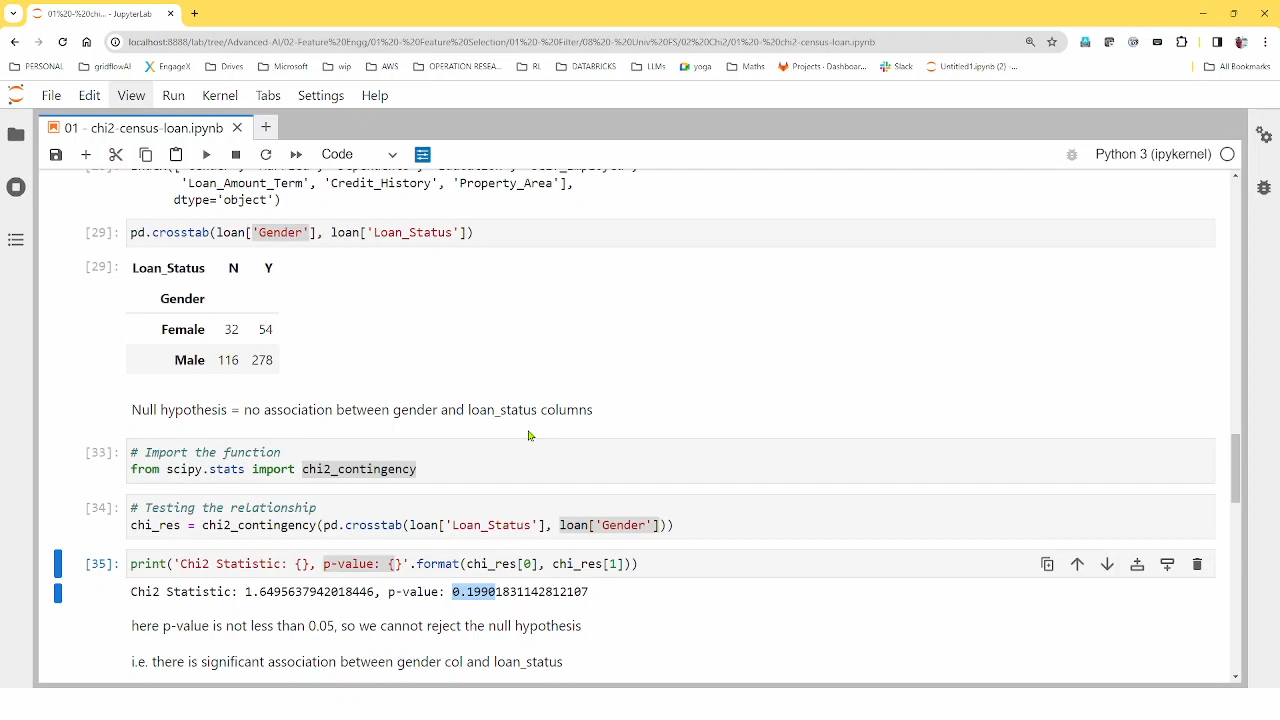 01%20-%20chi... - JupyterLab
localhost:8888/lab/tree/Advanced-AI/02-Feature%20Engg/01%20-%20Feature%20Selection/01%20-%20Filter/08%20-%20Univ%20FS/02%20Chi2/01%20-%20chi2-census-loan.ipynb
PERSONAL gridflowAI EngageX Drives Microsoft wip AWS OPERATION RESEA... RL DATABRICKS LLMs yoga Maths Projects · Dashboar... Slack Untitled1.ipynb (2) -... All Bookmarks
File Edit View Run Kernel Tabs Settings Help
01 - chi2-census-loan.ipynb
Code Python 3 (ipykernel)
'Loan_Amount_Term', 'Credit_History', 'Property_Area'],
dtype='object')
[29]: pd.crosstab(loan['Gender'], loan['Loan_Status'])
[29]: Loan_Status N Y
Gender
Female 32 54
Male 116 278
Null hypothesis = no association between gender and loan_status columns
[33]: # Import the function
from scipy.stats import chi2_contingency
[34]: # Testing the relationship
chi_res = chi2_contingency(pd.crosstab(loan['Loan_Status'], loan['Gender']))
[35]: print('Chi2 Statistic: {}, p-value: {}'.format(chi_res[0], chi_res[1]))
Chi2 Statistic: 1.6495637942018446, p-value: 0.19901831142812107
here p-value is not less than 0.05, so we cannot reject the null hypothesis
i.e. there is significant association between gender col and loan_status